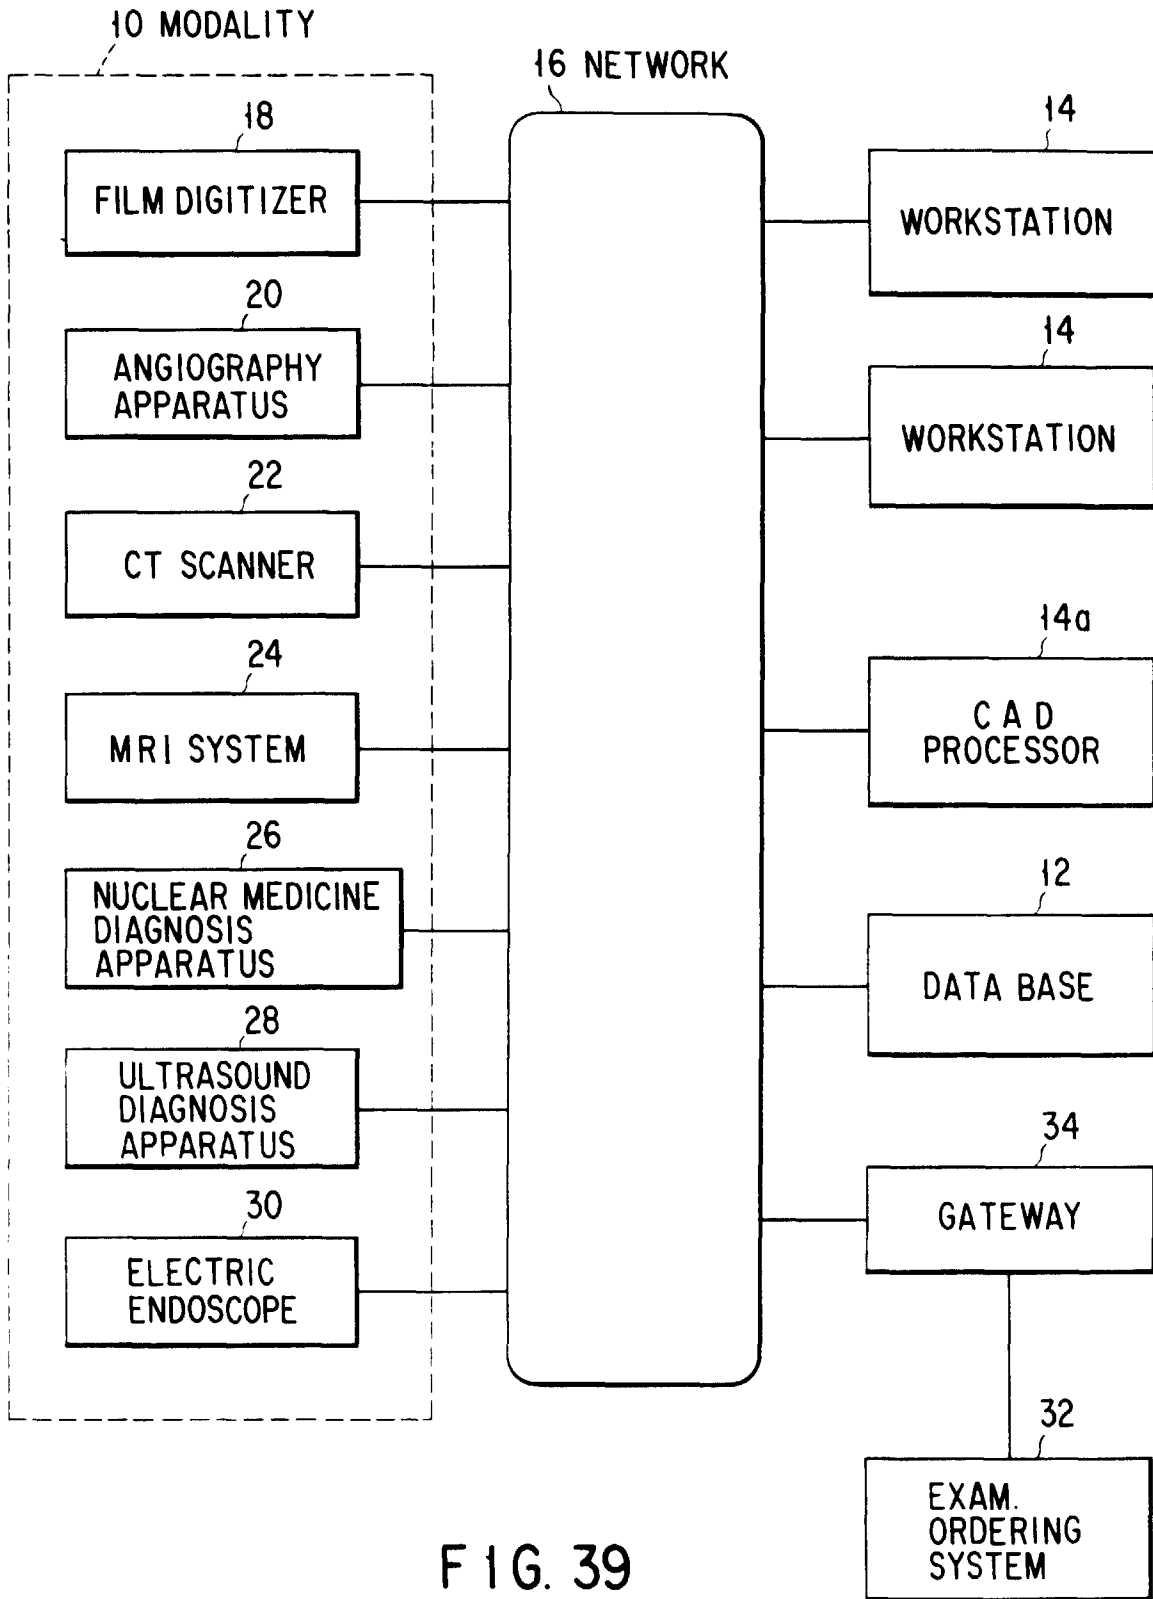 10 MODALITY
16 NETWORK
18
FILM DIGITIZER
20
ANGIOGRAPHY
APPARATUS
22
CT SCANNER
24
MRI SYSTEM
26
NUCLEAR MEDICINE
DIAGNOSIS
APPARATUS
28
ULTRASOUND
DIAGNOSIS
APPARATUS
30
ELECTRIC
ENDOSCOPE
14
WORKSTATION
14
WORKSTATION
14a
CAD
PROCESSOR
12
DATA BASE
34
GATEWAY
32
EXAM.
ORDERING
SYSTEM
FIG. 39